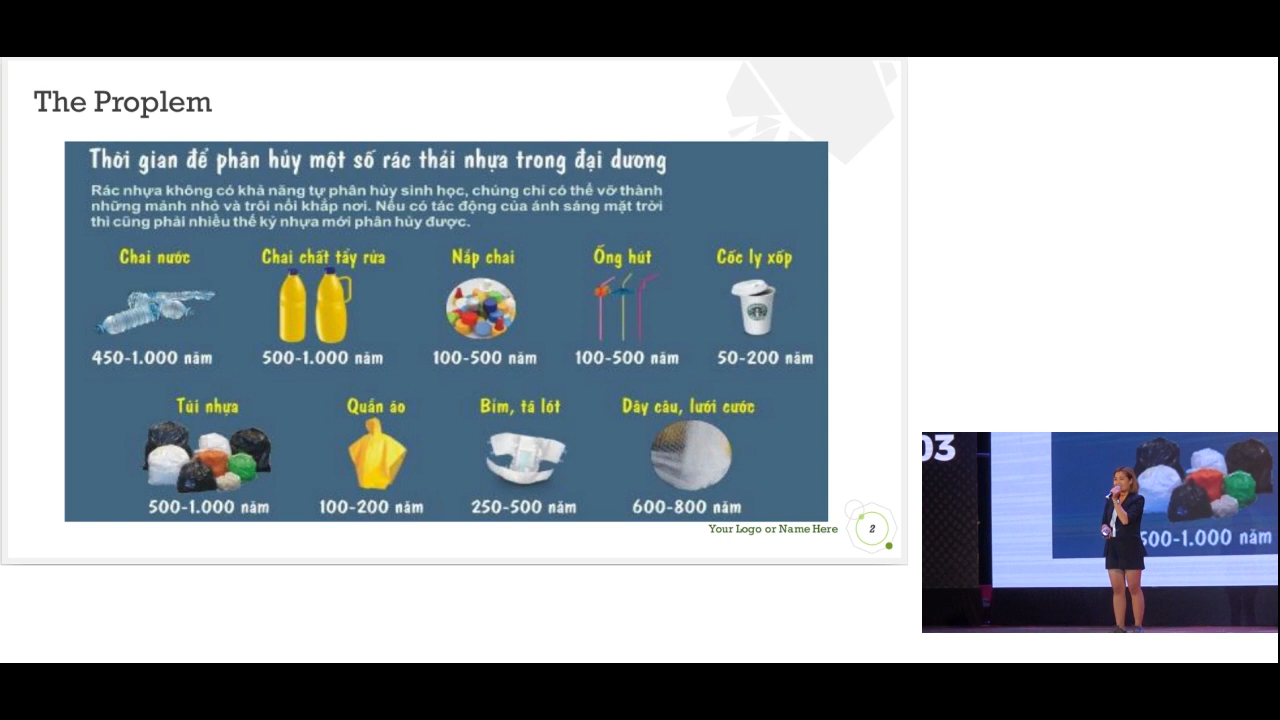 The Proplem
Thời gian để phân hủy một số rác thải nhựa trong đại dương
Rác nhựa không có khả năng tự phân hủy sinh học, chúng chỉ có thể vỡ thành
những mảnh nhỏ và trôi nổi khắp nơi. Nếu có tác động của ánh sáng mặt trời
thì cũng phải nhiều thế kỷ nhựa mới phân hủy được.
Chai nước
Chai chất tẩy rửa
Nắp chai
Ống hút
Cốc ly xốp
450-1.000 năm
500-1.000 năm
100-500 năm
100-500 năm
50-200 năm
Túi nhựa
Quần áo
Bỉm, tã lót
Dây câu, lưới cước
500-1.000 năm
100-200 năm
250-500 năm
600-800 năm
Your Logo or Name Here
2
03
500-1.000 năm